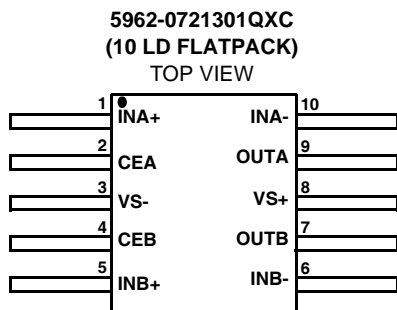 5962-0721301QXC
(10 LD FLATPACK)
TOP VIEW
1 INA+ INA- 10
2 CEA OUTA 9
3 VS- VS+ 8
4 CEB OUTB 7
5 INB+ INB- 6